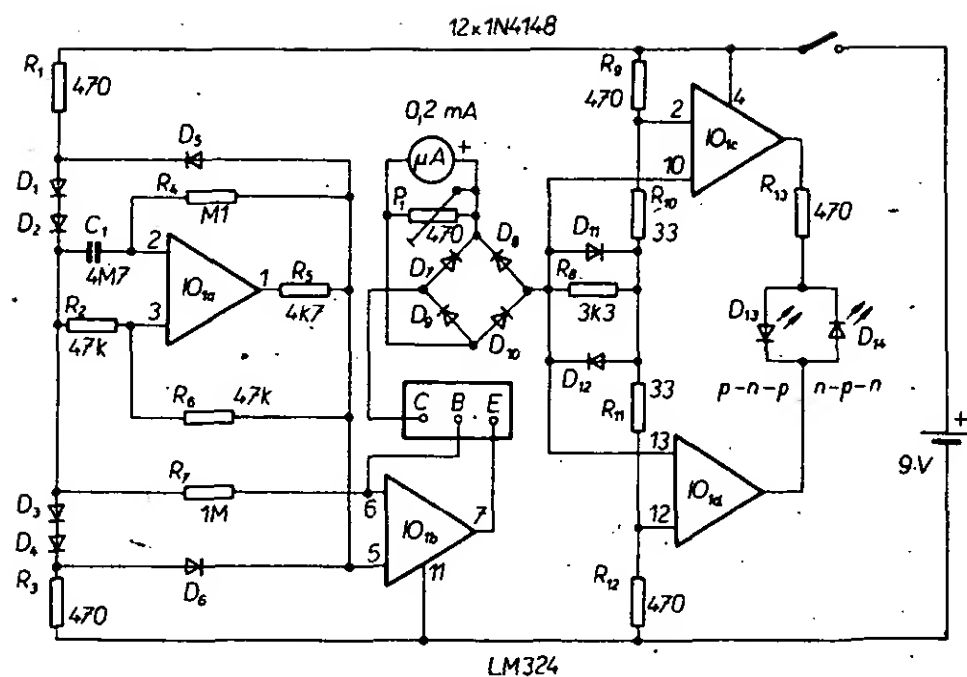 12x1N4148
R1
470
D5
D1
D2
R4
M1
C1
4M7
2
3
1
IO1a
R5
4K7
R2
47K
R6
47K
R7
1M
D3
D4
R3
470
D6
0,2 mA
µA
+
P1
470
D7
D8
D9
D10
C
B
E
6
5
7
11
IO1b
LM324
R9
470
2
4
10
IO1c
R10
33
D11
R8
3K3
D12
R11
33
13
12
IO1d
R12
470
R13
470
D13
D14
p-n-p
n-p-n
+
9V